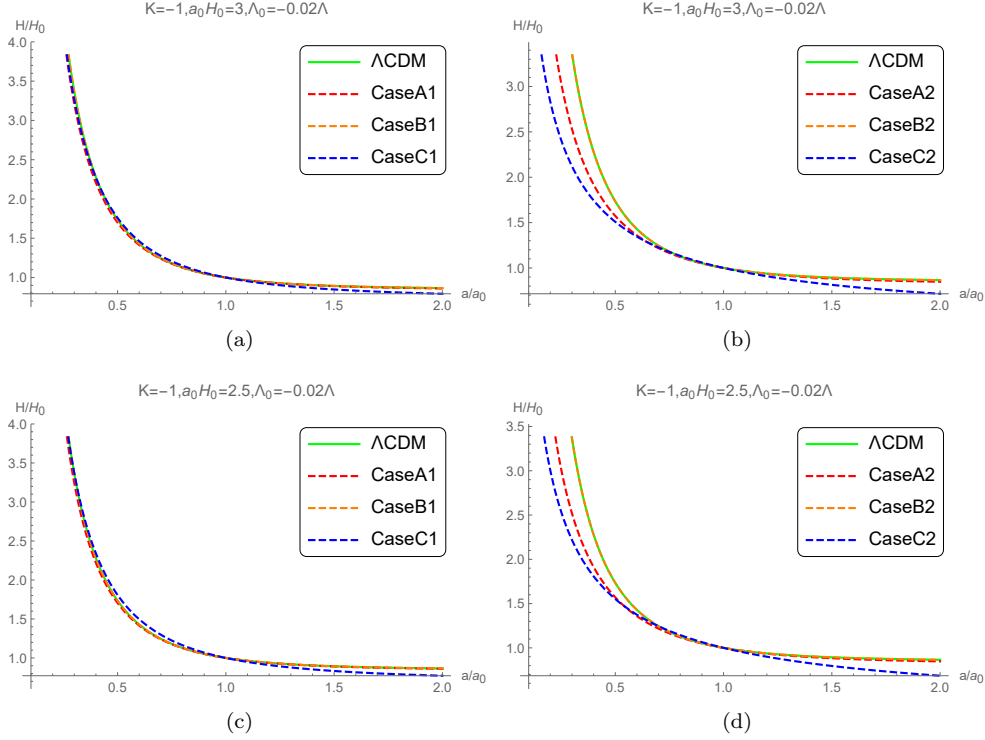 K=−1,a₀H₀=3,Λ₀=−0.02Λ
H/H₀
4.0
3.5
3.0
2.5
2.0
1.5
1.0
0.5
1.0
1.5
2.0
a/a₀
ΛCDM
CaseA1
CaseB1
CaseC1
(a)
K=−1,a₀H₀=3,Λ₀=−0.02Λ
H/H₀
3.0
2.5
2.0
1.5
1.0
0.5
1.0
1.5
2.0
a/a₀
ΛCDM
CaseA2
CaseB2
CaseC2
(b)
K=−1,a₀H₀=2.5,Λ₀=−0.02Λ
H/H₀
4.0
3.5
3.0
2.5
2.0
1.5
1.0
0.5
1.0
1.5
2.0
a/a₀
ΛCDM
CaseA1
CaseB1
CaseC1
(c)
K=−1,a₀H₀=2.5,Λ₀=−0.02Λ
H/H₀
3.5
3.0
2.5
2.0
1.5
1.0
0.5
1.0
1.5
2.0
a/a₀
ΛCDM
CaseA2
CaseB2
CaseC2
(d)